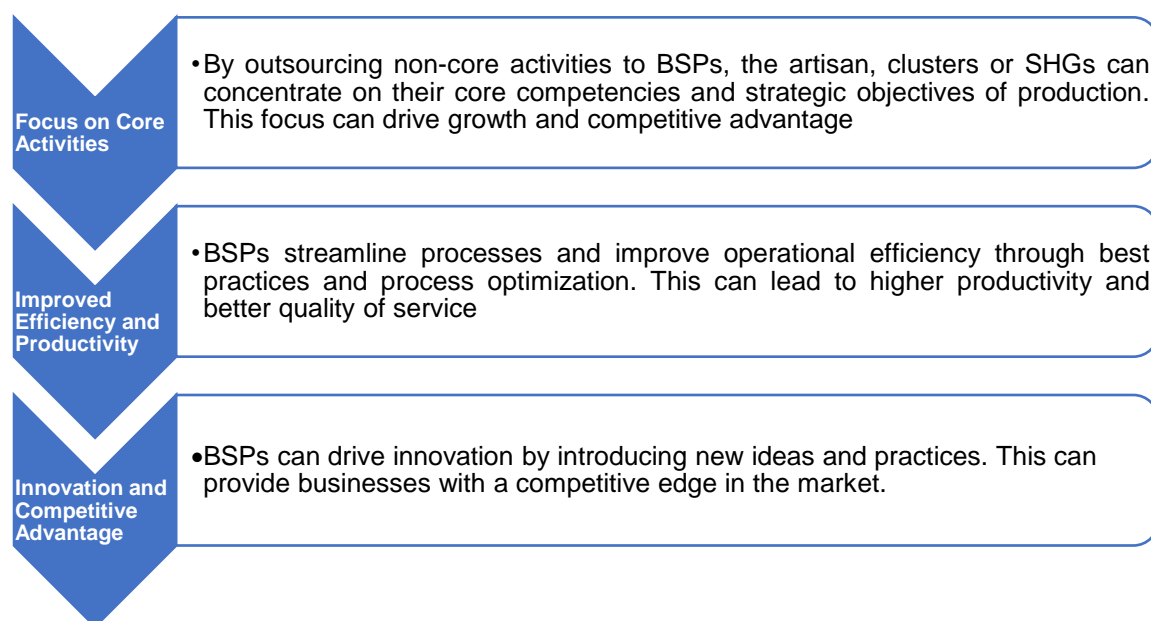 Focus on Core
Activities
•By outsourcing non-core activities to BSPs, the artisan, clusters or SHGs can
concentrate on their core competencies and strategic objectives of production.
This focus can drive growth and competitive advantage
Improved
Efficiency and
Productivity
•BSPs streamline processes and improve operational efficiency through best
practices and process optimization. This can lead to higher productivity and
better quality of service
Innovation and
Competitive
Advantage
•BSPs can drive innovation by introducing new ideas and practices. This can
provide businesses with a competitive edge in the market.